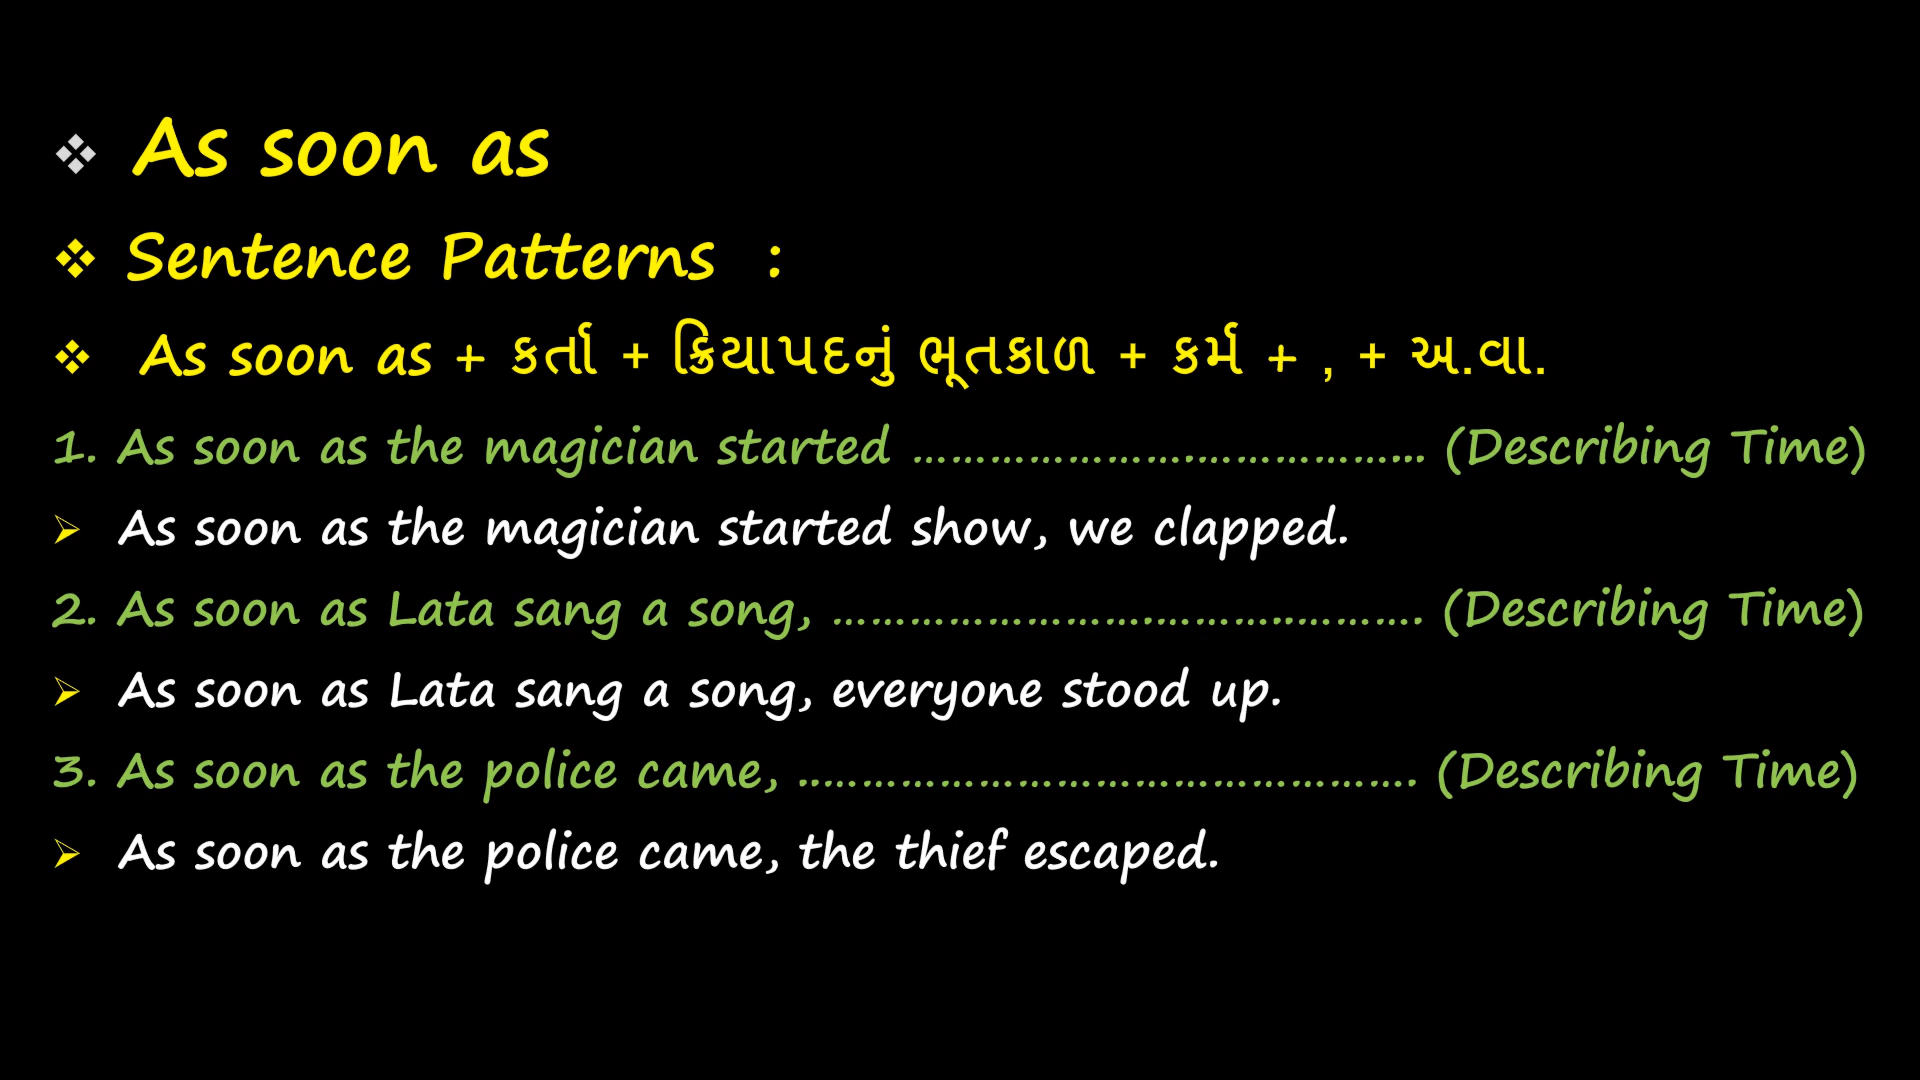 ❖ As soon as
❖ Sentence Patterns :
❖ As soon as + કર્તા + ક્રિયાપદનું ભૂતકાળ + કર્મ + , + અ.વા.
1. As soon as the magician started ………………….……………... (Describing Time)
➢ As soon as the magician started show, we clapped.
2. As soon as Lata sang a song, …………………….………..………. (Describing Time)
➢ As soon as Lata sang a song, everyone stood up.
3. As soon as the police came, ..………………………………………. (Describing Time)
➢ As soon as the police came, the thief escaped.